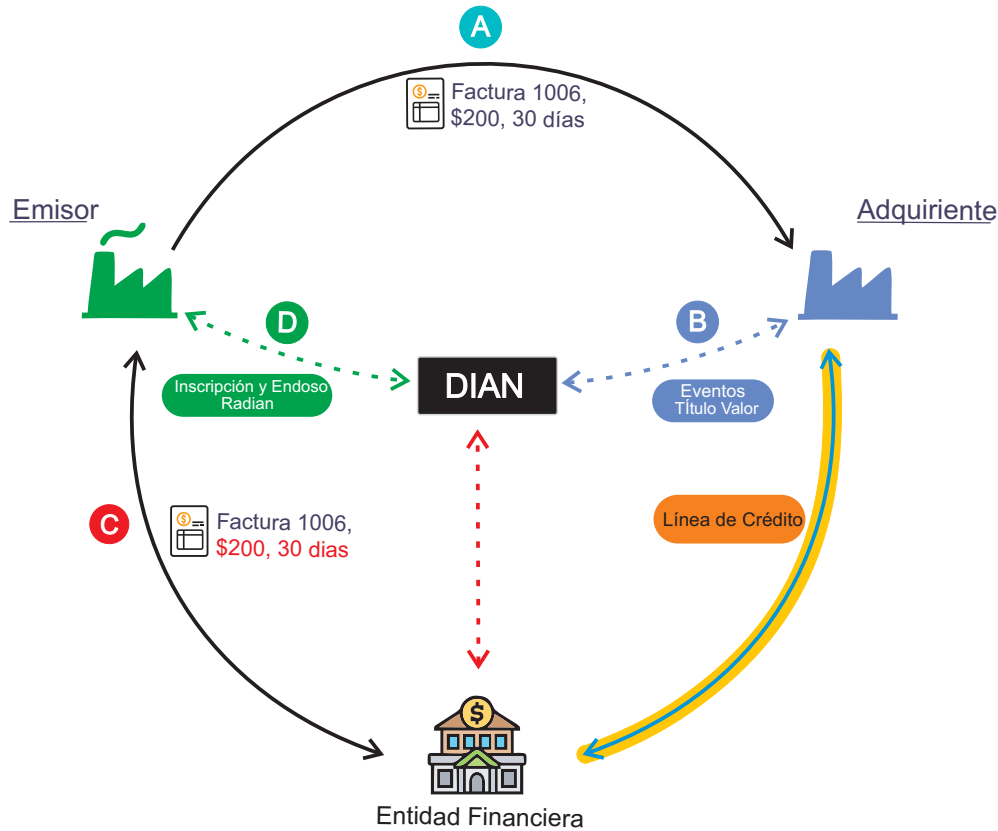 A
Factura 1006,
$200, 30 días
Emisor
Adquiriente
D
B
DIAN
Inscripción y Endoso
Radian
Eventos
Título Valor
C
Factura 1006,
$200, 30 dias
Línea de Crédito
$
Entidad Financiera